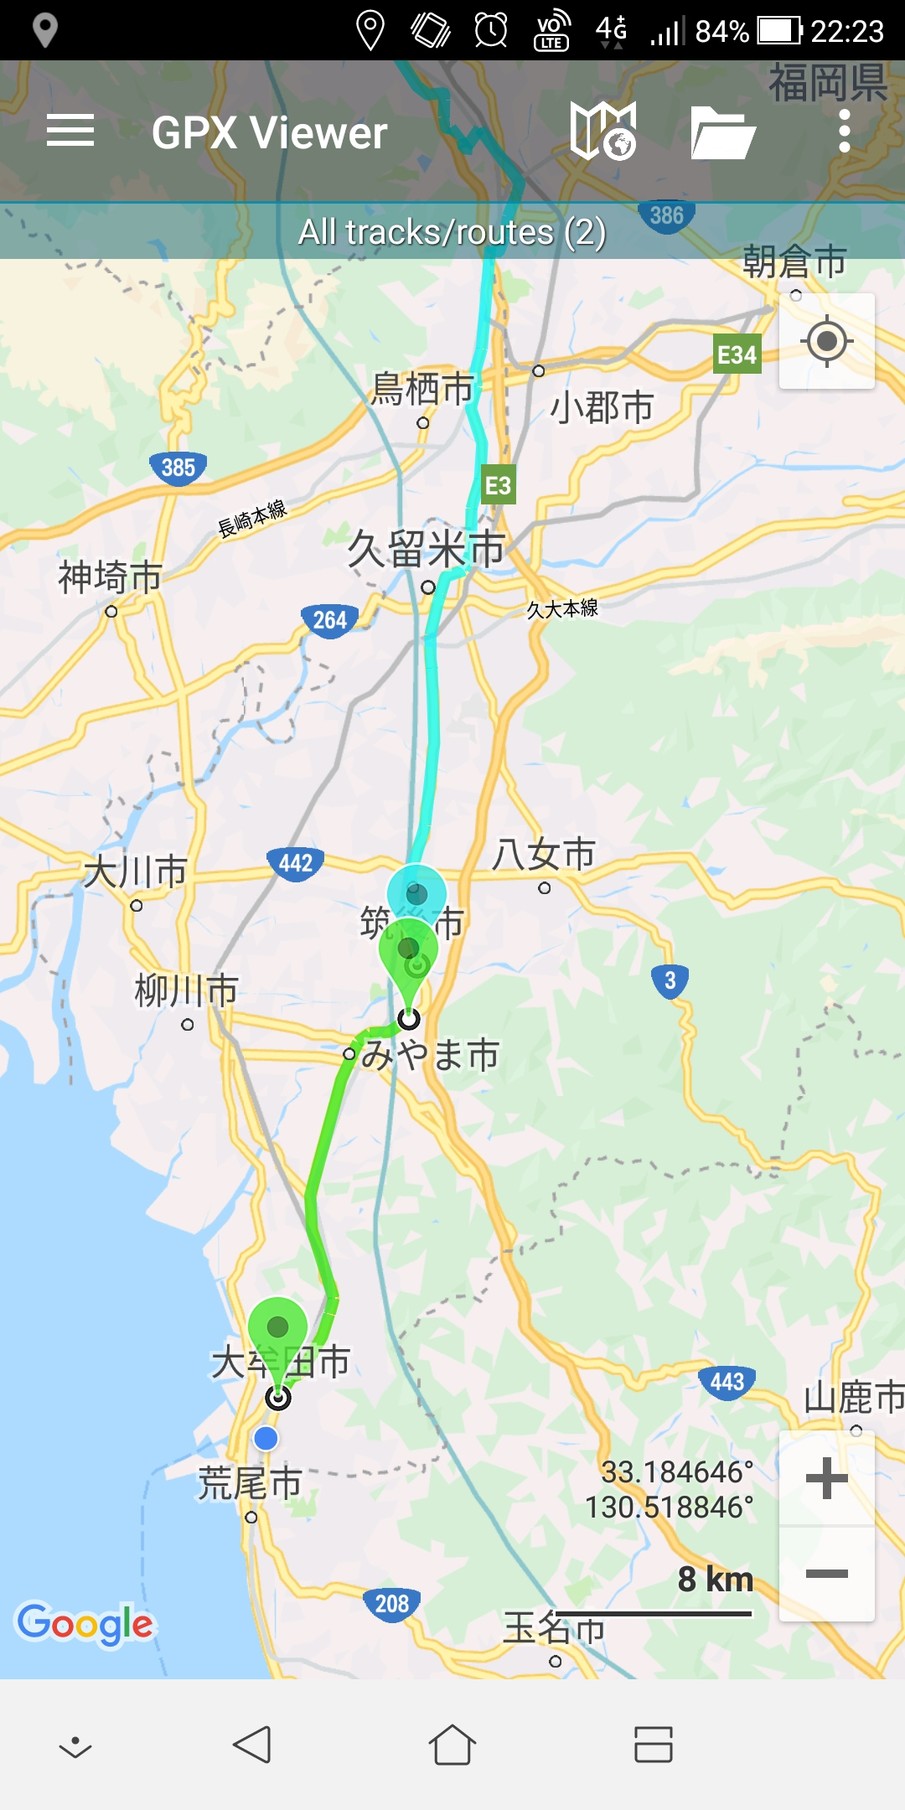 84% 22:23
VO
LTE
4G
福岡県
GPX Viewer
386
All tracks/routes (2)
朝倉市
E34
鳥栖市
小郡市
385
E3
長崎本線
久留米市
神埼市
264
久大本線
442
八女市
大川市
筑後市
3
柳川市
みやま市
大牟田市
443
山鹿市
荒尾市
33.184646°
130.518846°
8 km
208
Google
玉名市